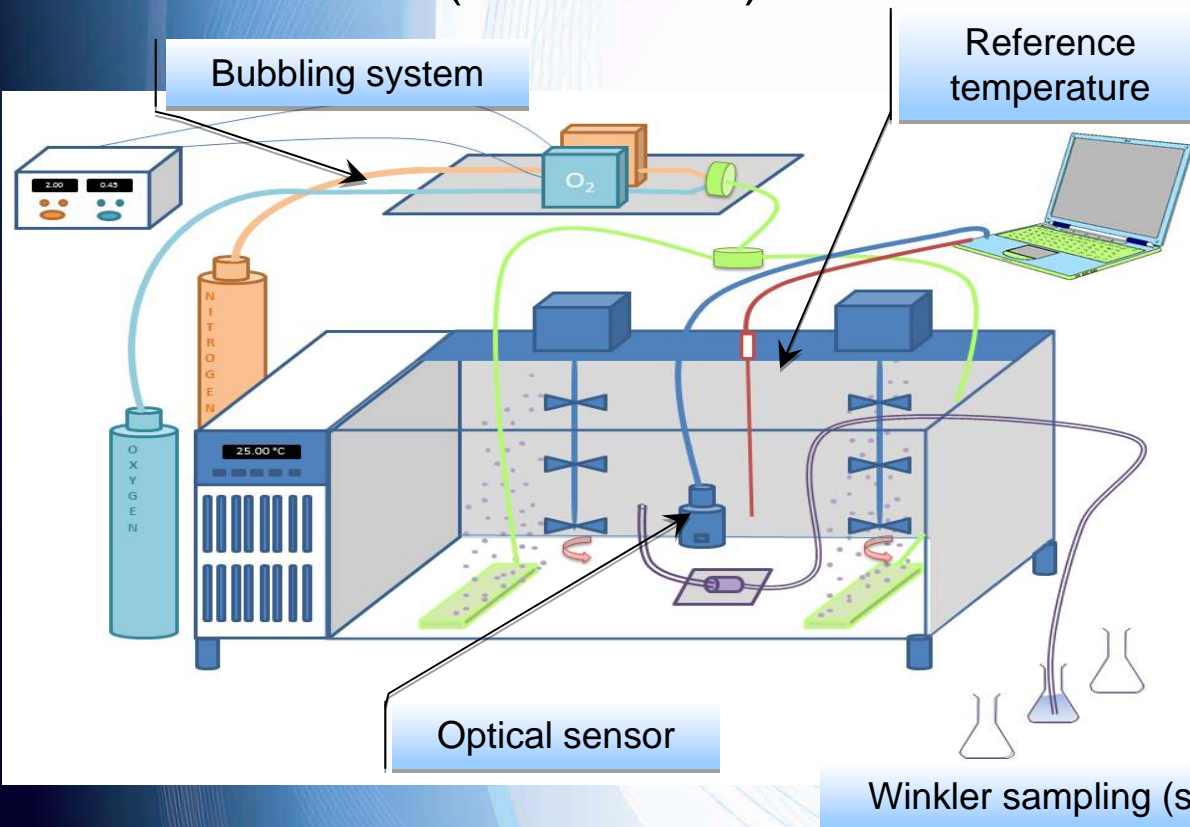 Bubbling system
Reference
temperature
2.00 0.45
O2
NITROGEN
25.00 °C
OXYGEN
Optical sensor
Winkler sampling (s